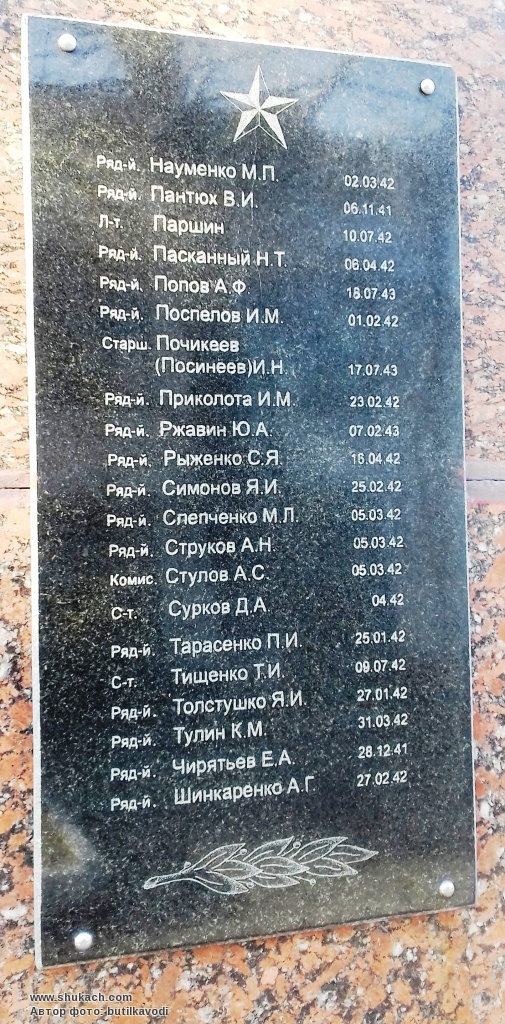 Ряд-й. Науменко М.П. 02.03.42
Ряд-й. Пантюх В.И. 06.11.41
Л-т. Паршин 10.07.42
Ряд-й. Пасканный Н.Т. 06.04.42
Ряд-й. Попов А.Ф. 18.07.43
Ряд-й. Поспелов И.М. 01.02.42
Старш. Почикеев
(Посинеев)И.Н. 17.07.43
Ряд-й. Приколота И.М. 23.02.42
Ряд-й. Ржавин Ю.А. 07.02.43
Ряд-й. Рыженко С.Я. 16.04.42
Ряд-й. Симонов Я.И. 25.02.42
Ряд-й. Слепченко М.Л. 05.03.42
Ряд-й. Струков А.Н. 05.03.42
Комис. Стулов А.С. 05.03.42
С-т. Сурков Д.А. 04.42
Ряд-й. Тарасенко П.И. 25.01.42
С-т. Тищенко Т.И. 09.07.42
Ряд-й. Толстушко Я.И. 27.01.42
Ряд-й. Тулин К.М. 31.03.42
Ряд-й. Чирятьев Е.А. 28.12.41
Ряд-й. Шинкаренко А.Г. 27.02.42
www.shukach.com
Автор фото: butilkavodi